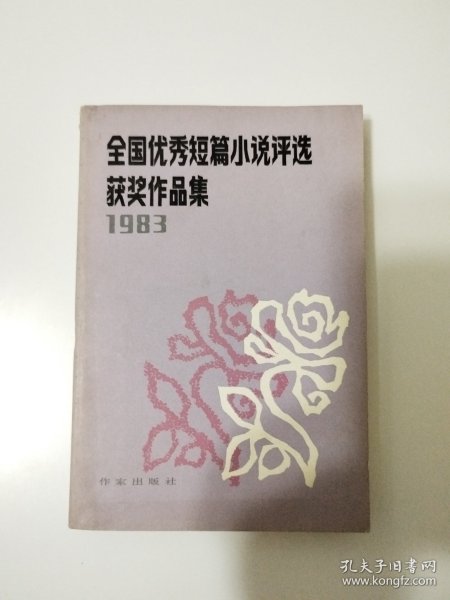 全国优秀短篇小说评选
获奖作品集
1983
作家出版社
孔夫子旧书网
www.kongfz.com